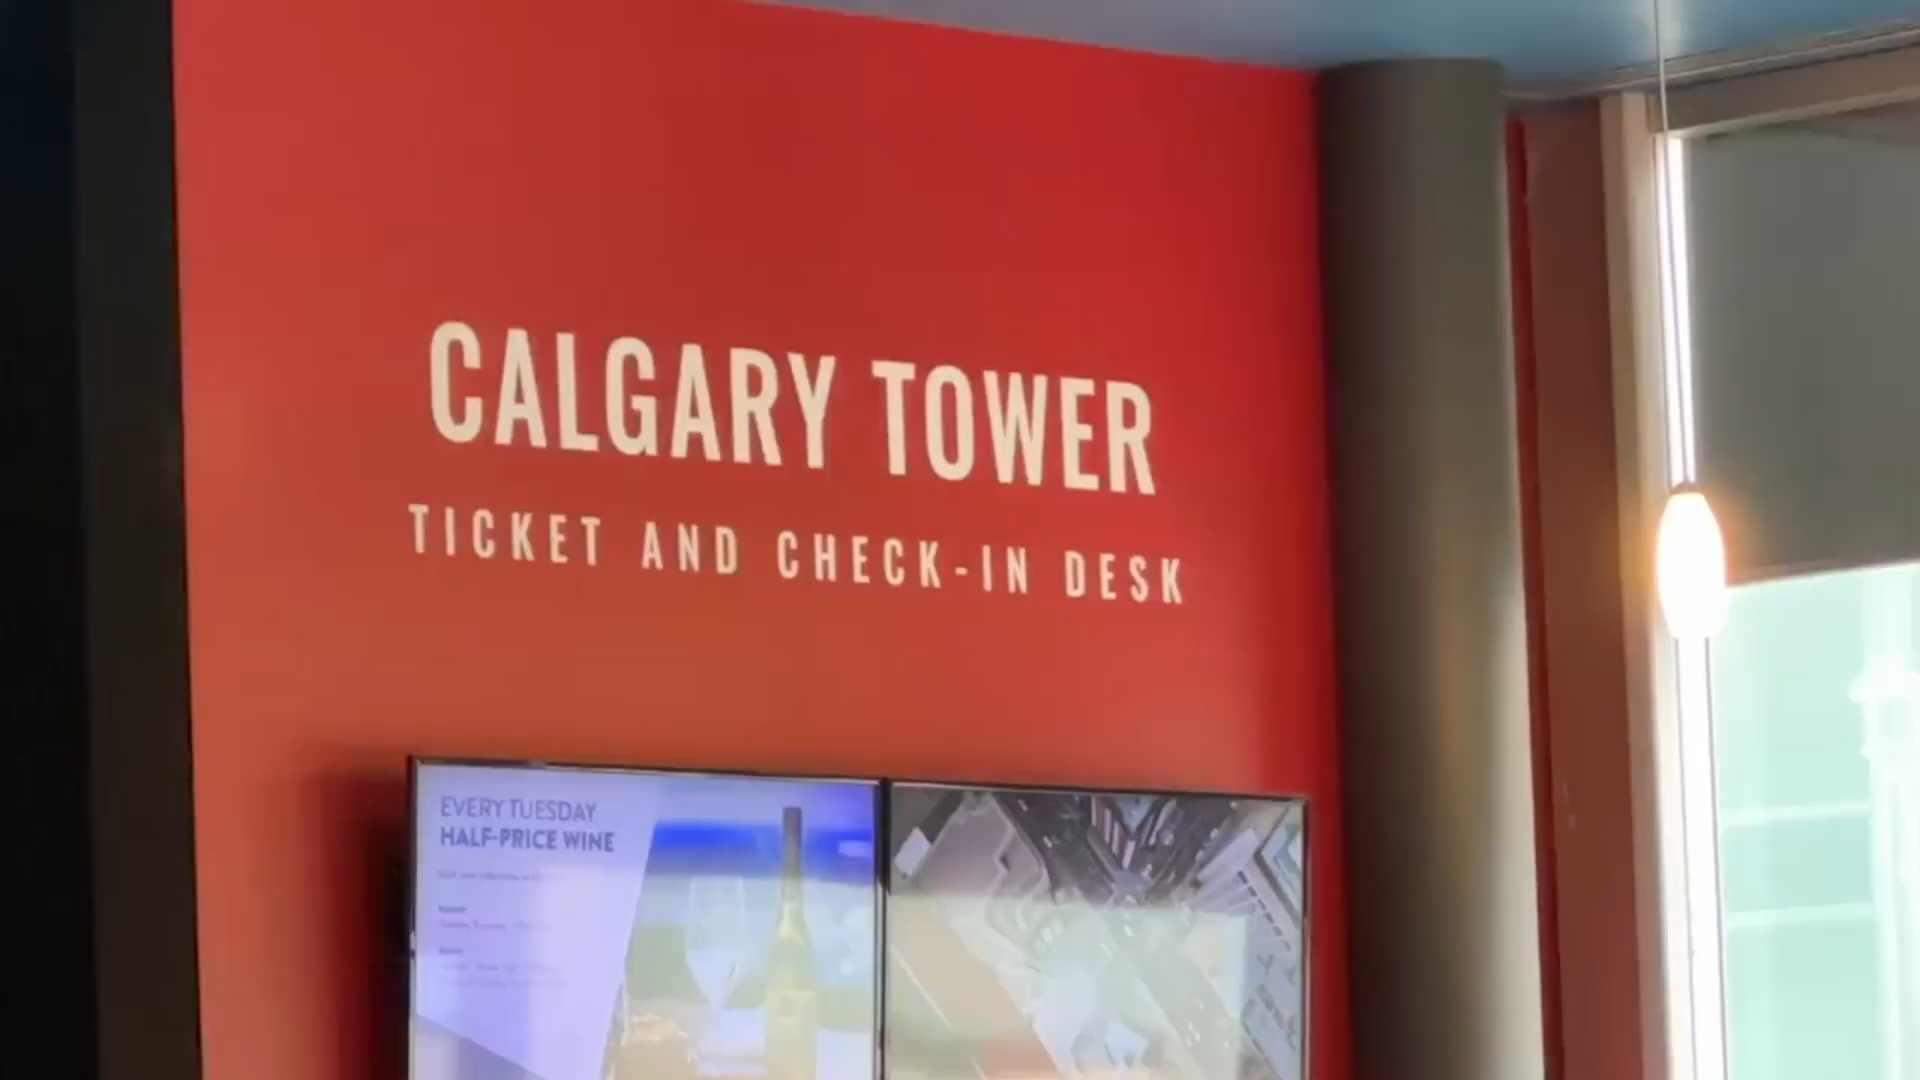 CALGARY TOWER
TICKET AND CHECK-IN DESK
EVERY TUESDAY
HALF-PRICE WINE